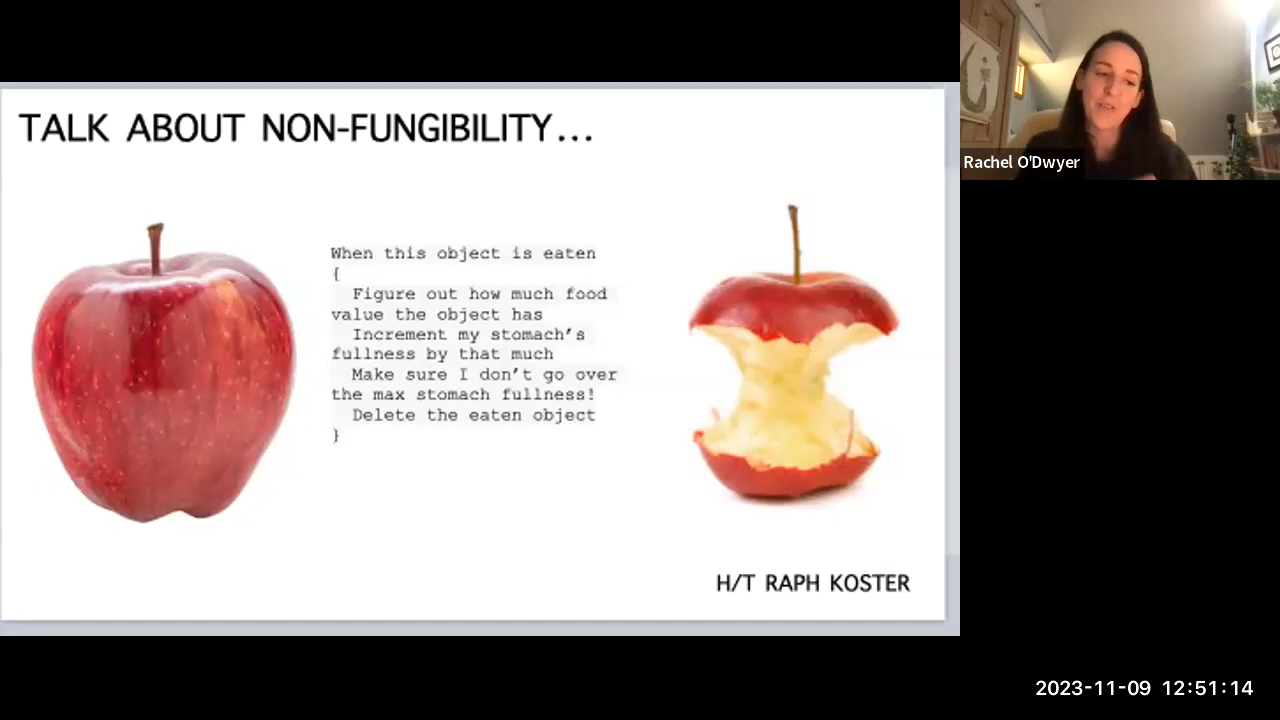 TALK ABOUT NON-FUNGIBILITY...
When this object is eaten
{
Figure out how much food
value the object has
Increment my stomach’s
fullness by that much
Make sure I don’t go over
the max stomach fullness!
Delete the eaten object
}
H/T RAPH KOSTER
Rachel O'Dwyer
2023-11-09 12:51:14